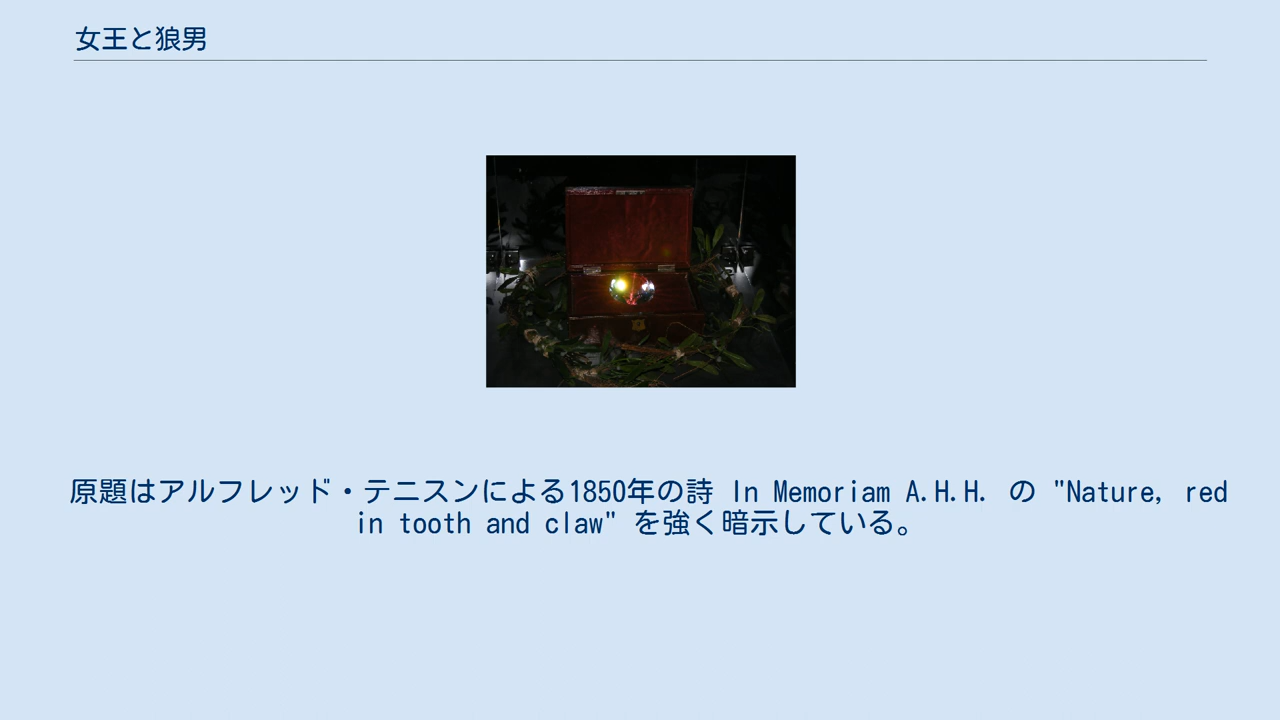 女王と狼男
原題はアルフレッド・テニスンによる1850年の詩 In Memoriam A.H.H. の "Nature, red
in tooth and claw" を強く暗示している。